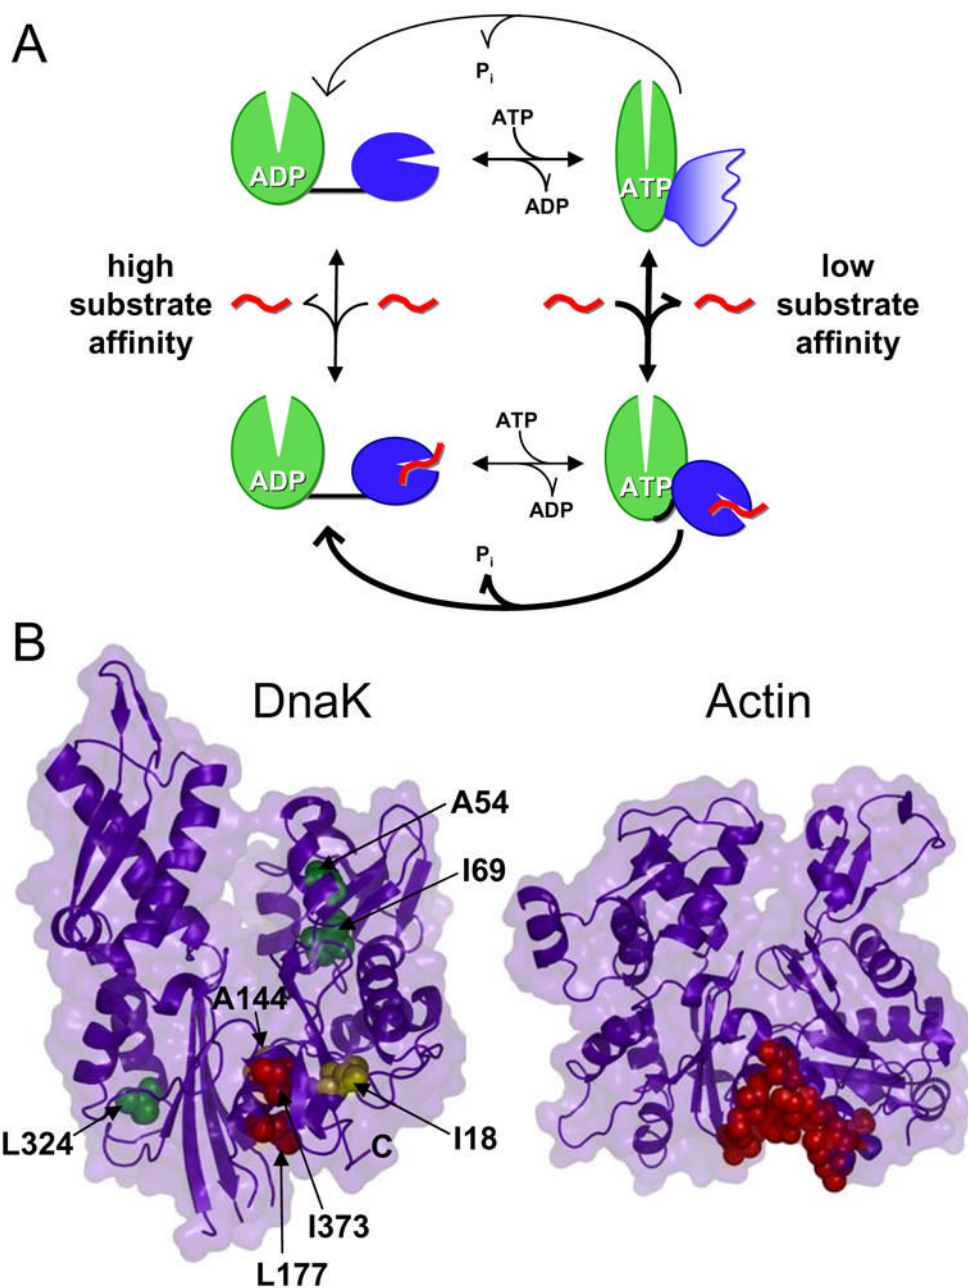 A
Pi
ATP
ADP
ADP
ATP
high
substrate
affinity
low
substrate
affinity
ADP
ATP
ADP
ATP
Pi
B
DnaK
Actin
A54
I69
A144
L324
C
I18
I373
L177